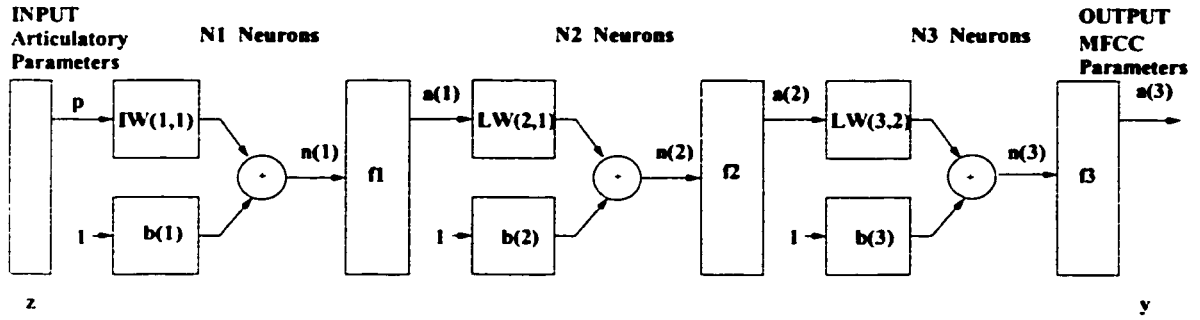 INPUT
Articulatory
Parameters
N1 Neurons
N2 Neurons
N3 Neurons
OUTPUT
MFCC
Parameters
p
IW(1,1)
a(1)
LW(2,1)
a(2)
LW(3,2)
a(3)
n(1)
n(2)
n(3)
f1
f2
f3
1
b(1)
1
b(2)
1
b(3)
z
y